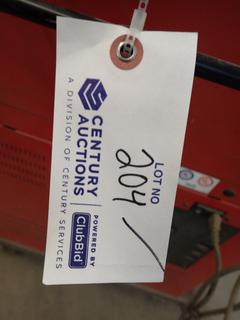 CENTURY
AUCTIONS
A DIVISION OF CENTURY SERVICES
POWERED BY
ClubBid
LOT NO
204